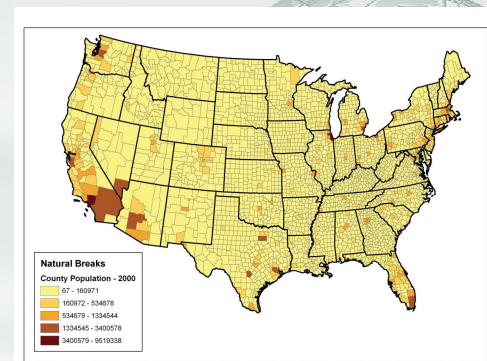 Natural Breaks
County Population - 2000
67 - 160971
160972 - 534678
534679 - 1334544
1334545 - 3400578
3400579 - 9519338